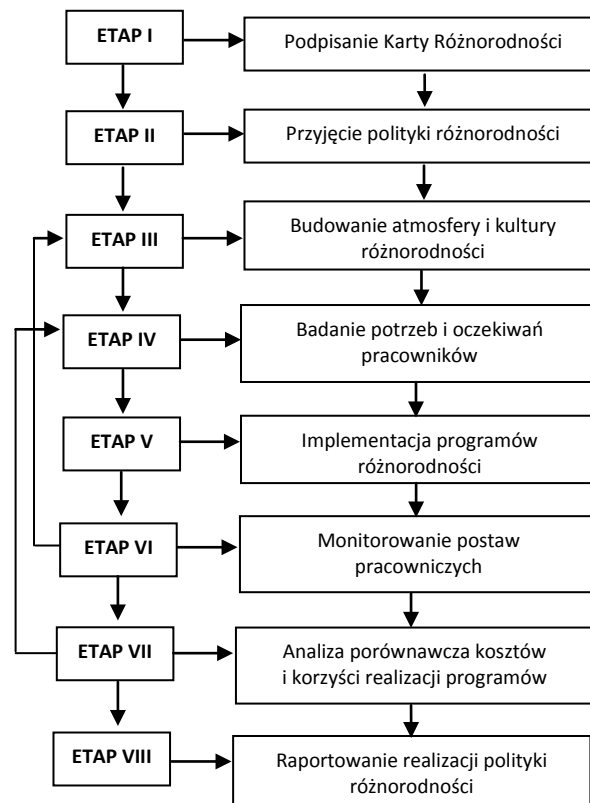 ETAP I
Podpisanie Karty Różnorodności
ETAP II
Przyjęcie polityki różnorodności
ETAP III
Budowanie atmosfery i kultury
różnorodności
ETAP IV
Badanie potrzeb i oczekiwań
pracowników
ETAP V
Implementacja programów
różnorodności
ETAP VI
Monitorowanie postaw
pracowniczych
ETAP VII
Analiza porównawcza kosztów
i korzyści realizacji programów
ETAP VIII
Raportowanie realizacji polityki
różnorodności